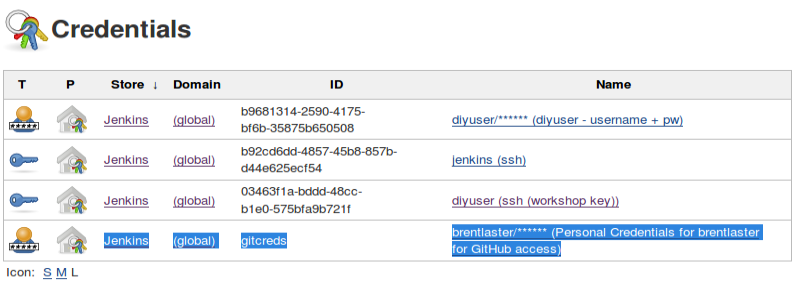 Credentials
T P Store ↓ Domain ID Name
Jenkins (global) b9681314-2590-4175- diyuser/****** (diyuser - username + pw)
bf6b-35875b650508
Jenkins (global) b92cd6dd-4857-45b8-857b- jenkins (ssh)
d44e625ecf54
Jenkins (global) 03463f1a-bddd-48cc- diyuser (ssh (workshop key))
b1e0-575bfa9b721f
Jenkins (global) gitcreds brentlaster/****** (Personal Credentials for brentlaster
for GitHub access)
Icon: S M L